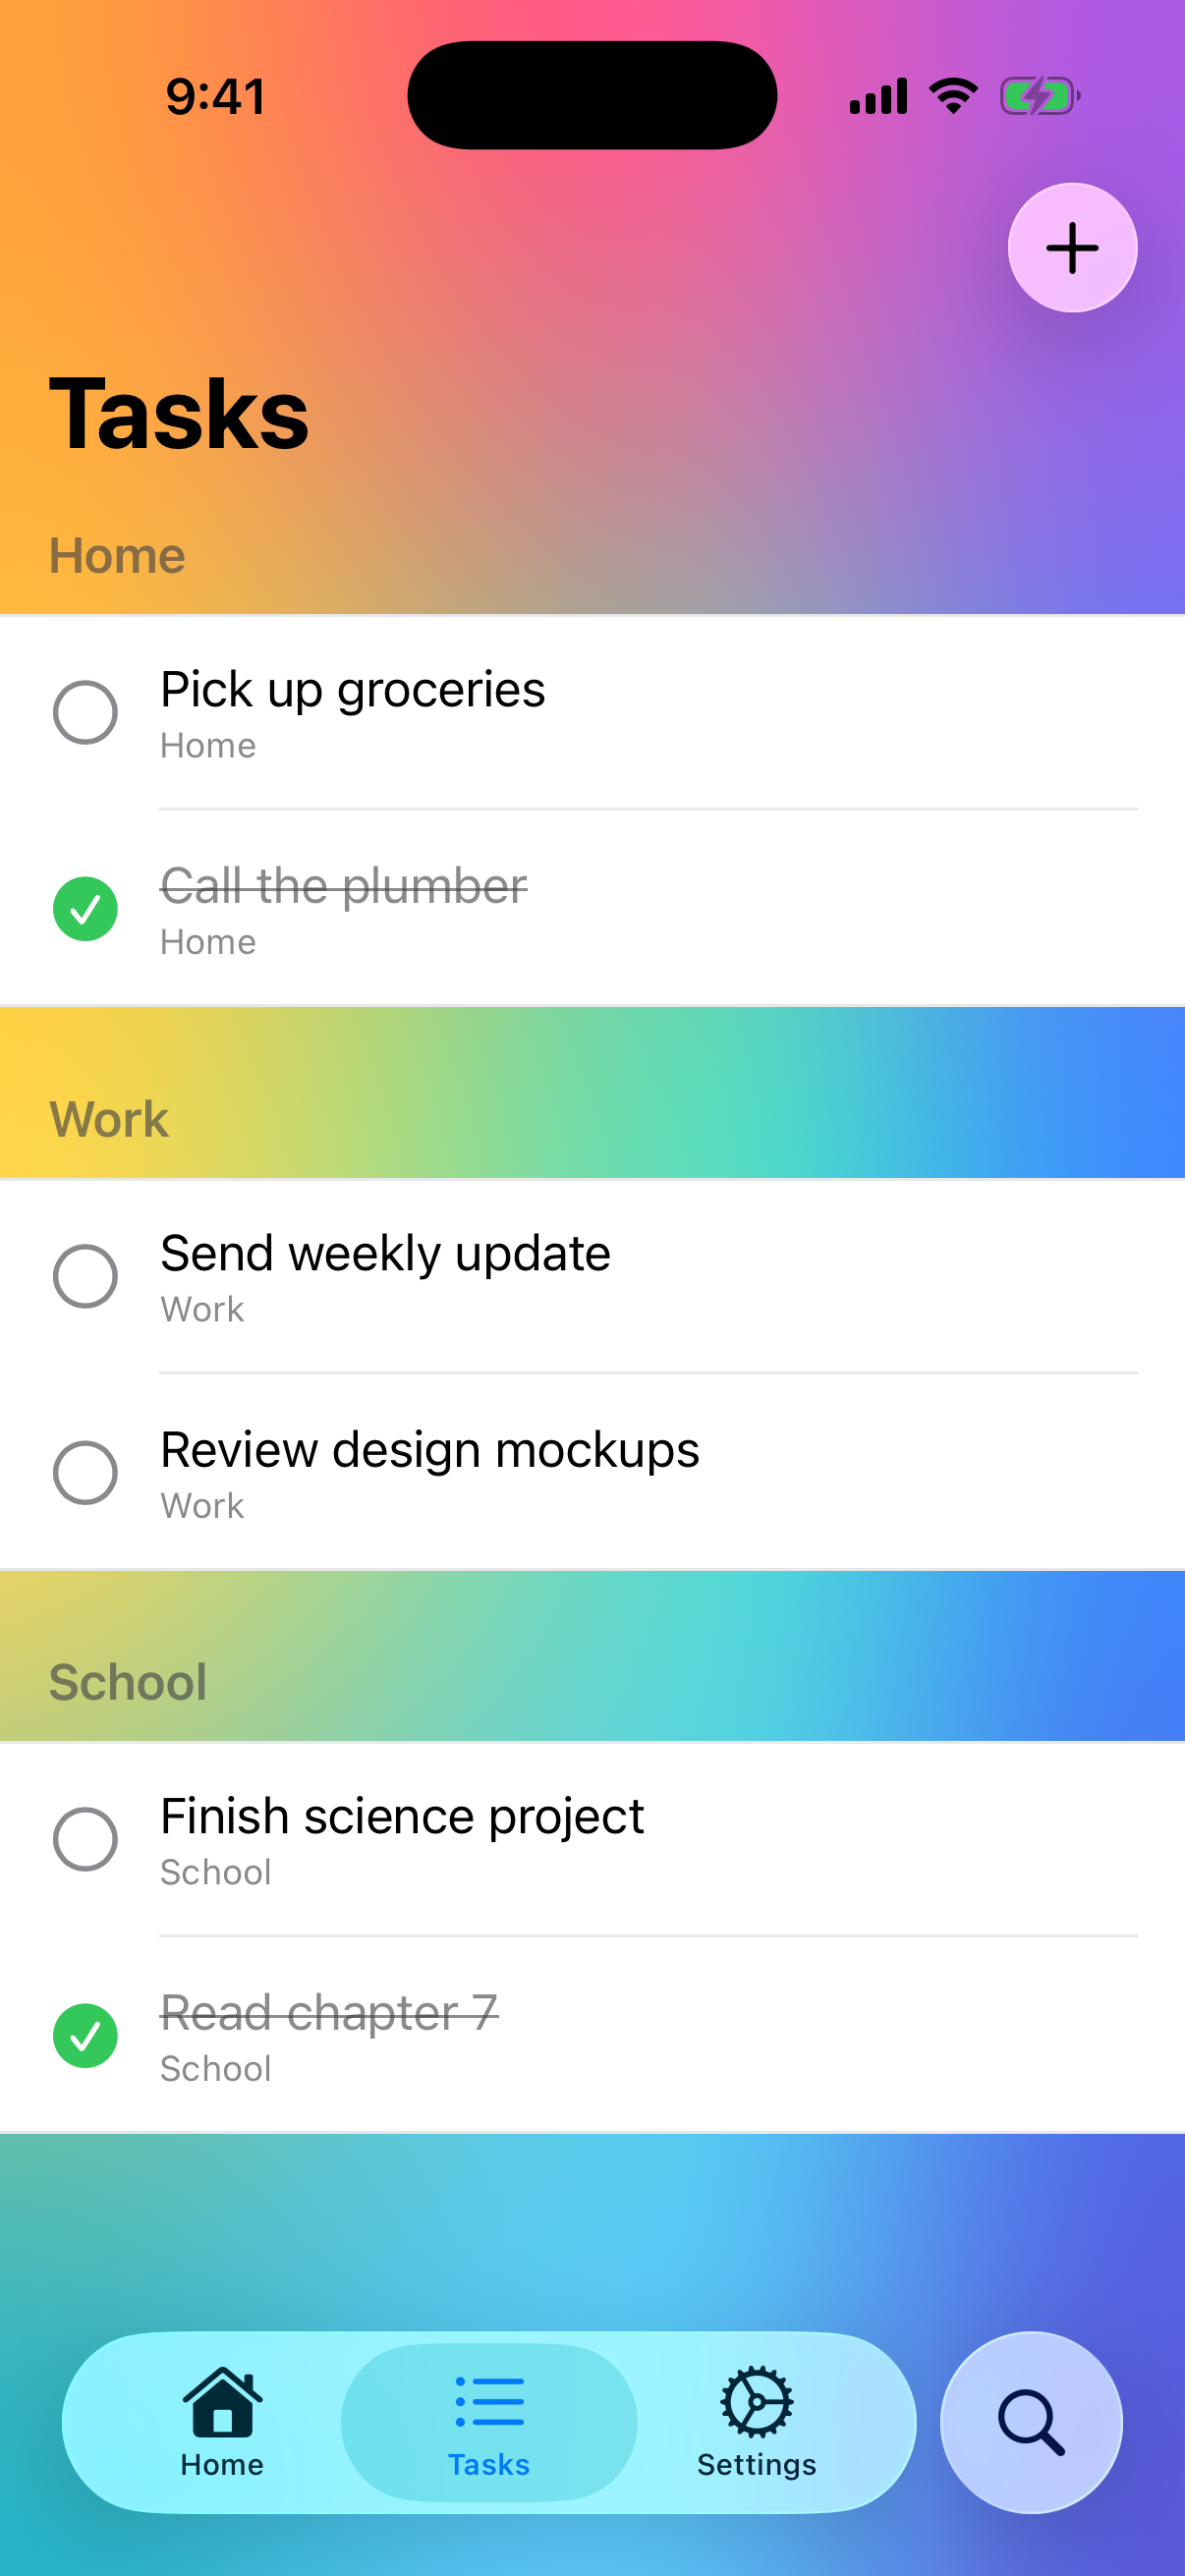 9:41
Tasks
Home
Pick up groceries
Home
Call the plumber
Home
Work
Send weekly update
Work
Review design mockups
Work
School
Finish science project
School
Read chapter 7
School
Home
Tasks
Settings